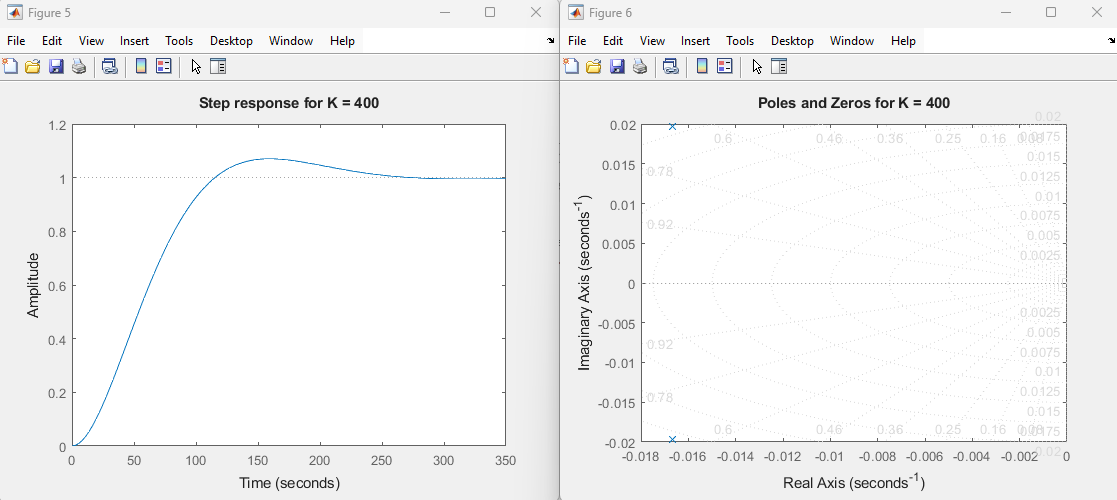 Figure 5
File Edit View Insert Tools Desktop Window Help
Step response for K = 400
1.2
1
0.8
0.6
0.4
0.2
0
Amplitude
0 50 100 150 200 250 300 350
Time (seconds)
Figure 6
File Edit View Insert Tools Desktop Window Help
Poles and Zeros for K = 400
0.02
0.015
0.01
0.005
0
-0.005
-0.01
-0.015
-0.02
Imaginary Axis (seconds-1)
0.6 0.46 0.36 0.25 0.16
0.78
0.92
0.92
0.78
0.6 0.46 0.36 0.25 0.16
0.02
0.0175
0.015
0.0125
0.01
0.0075
0.005
0.0025
0.0025
0.005
0.0075
0.01
0.0125
0.015
0.0175
0.02
-0.018 -0.016 -0.014 -0.012 -0.01 -0.008 -0.006 -0.004 -0.002 0
Real Axis (seconds-1)